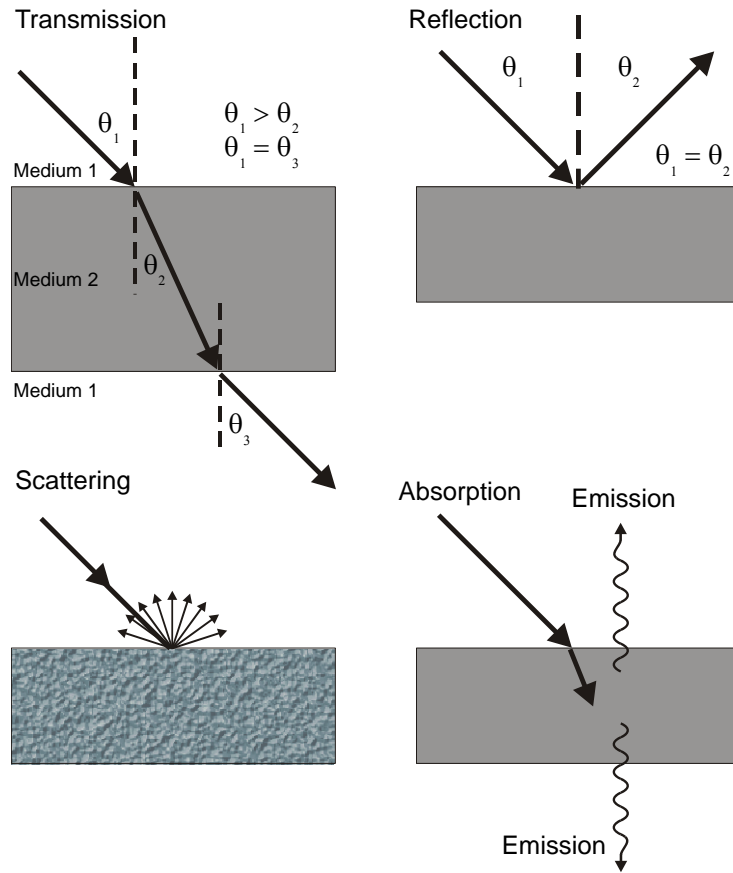 Transmission
θ₁
θ₁ > θ₂
θ₁ = θ₃
Medium 1
θ₂
Medium 2
Medium 1
θ₃
Reflection
θ₁
θ₂
θ₁ = θ₂
Scattering
Absorption
Emission
Emission